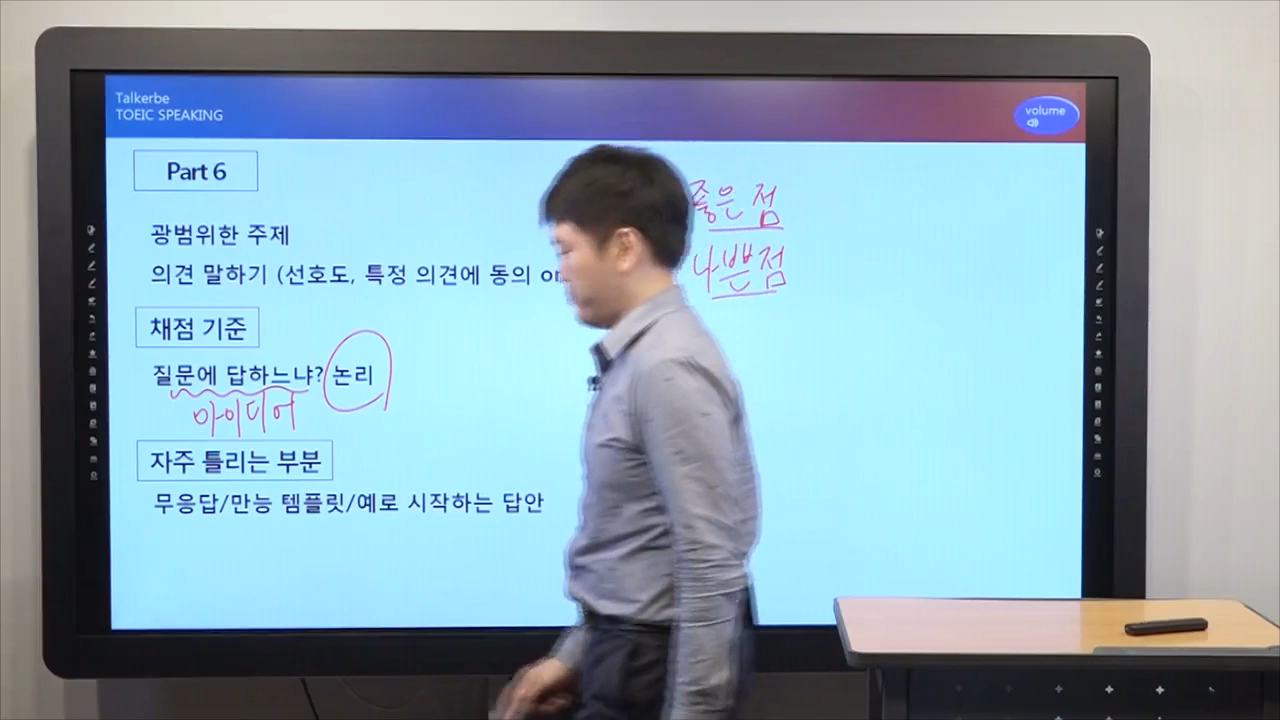 Talkerbe
TOEIC SPEAKING
volume
Part 6
광범위한 주제
의견 말하기 (선호도, 특정 의견에 동의 or
좋은 점
나쁜점
채점 기준
질문에 답하느냐? 논리
아이디어
자주 틀리는 부분
무응답/만능 템플릿/예로 시작하는 답안